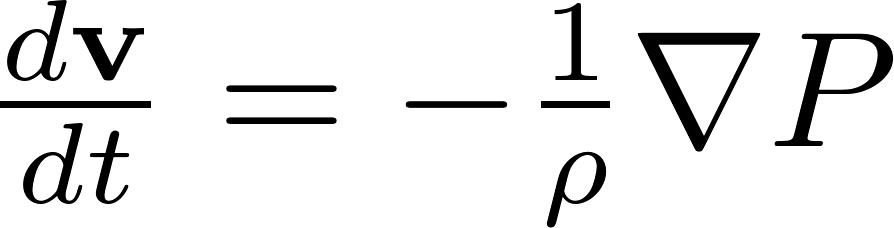 d𝐯/dt = − 1/ρ ∇P